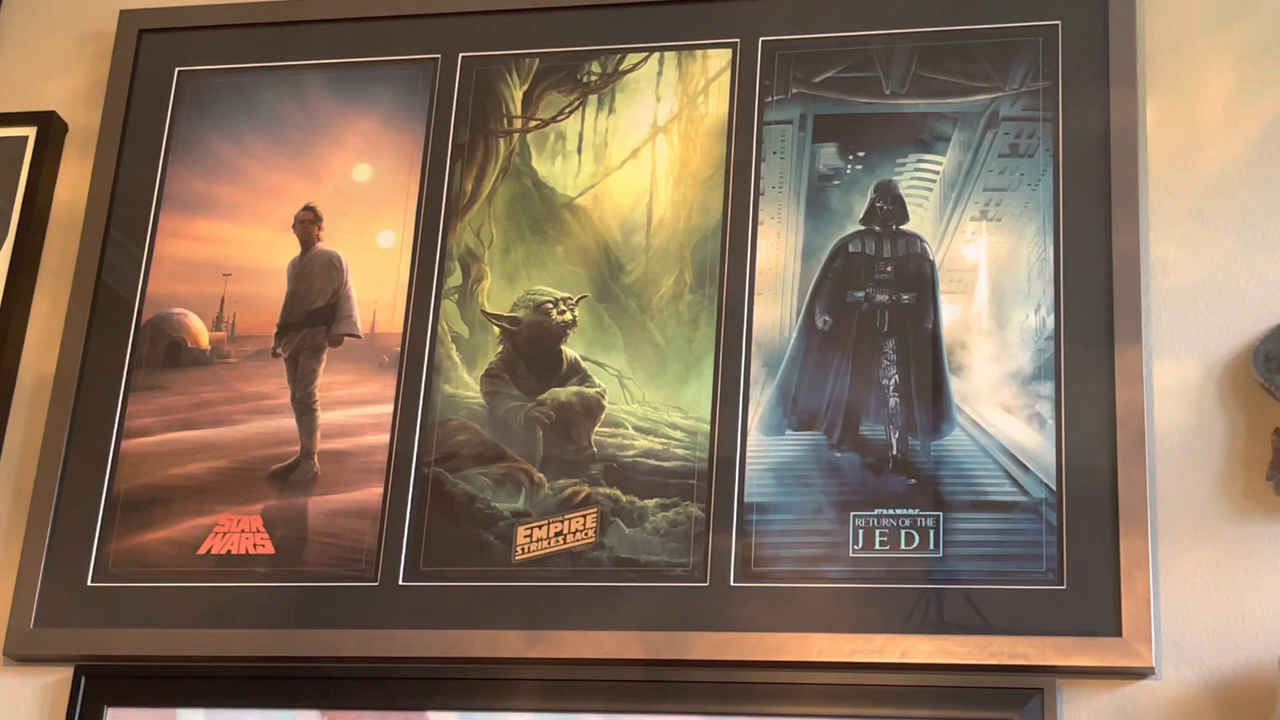 STAR
WARS
THE
EMPIRE
STRIKES BACK
STAR WARS
RETURN OF THE
JEDI